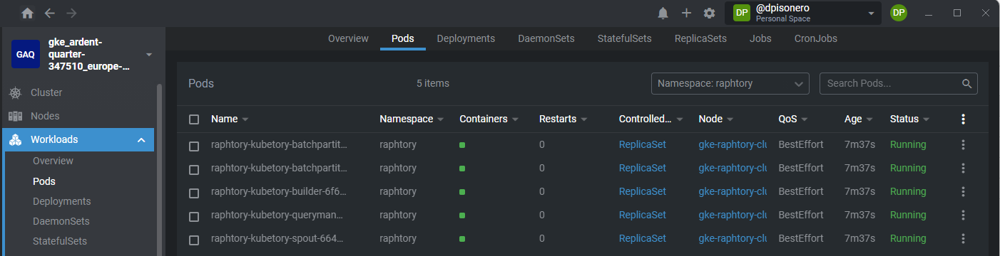 @dpisonero
DP
DP
Personal Space
GAQ
gke_ardent-
quarter-
347510_europe-...
Cluster
Nodes
Workloads
Overview
Pods
Deployments
DaemonSets
StatefulSets
Overview Pods Deployments DaemonSets StatefulSets ReplicaSets Jobs CronJobs
Pods 5 items Namespace: raphtory Search Pods...
Name Namespace Containers Restarts Controlled... Node QoS Age Status
raphtory-kubetory-batchpartit... raphtory 0 ReplicaSet gke-raphtory-clu BestEffort 7m37s Running
raphtory-kubetory-batchpartit... raphtory 0 ReplicaSet gke-raphtory-clu BestEffort 7m37s Running
raphtory-kubetory-builder-6f6... raphtory 0 ReplicaSet gke-raphtory-clu BestEffort 7m37s Running
raphtory-kubetory-queryman... raphtory 0 ReplicaSet gke-raphtory-clu BestEffort 7m37s Running
raphtory-kubetory-spout-664... raphtory 0 ReplicaSet gke-raphtory-clu BestEffort 7m37s Running